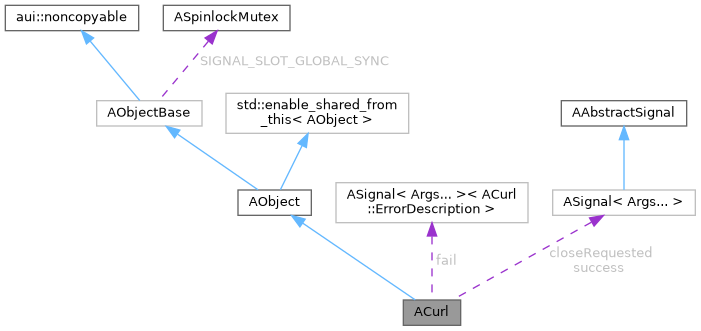 aui::noncopyable
ASpinlockMutex
SIGNAL_SLOT_GLOBAL_SYNC
AObjectBase
std::enable_shared_from
_this< AObject >
AAbstractSignal
AObject
ASignal< Args... >< ACurl
::ErrorDescription >
ASignal< Args... >
fail
closeRequested
success
ACurl